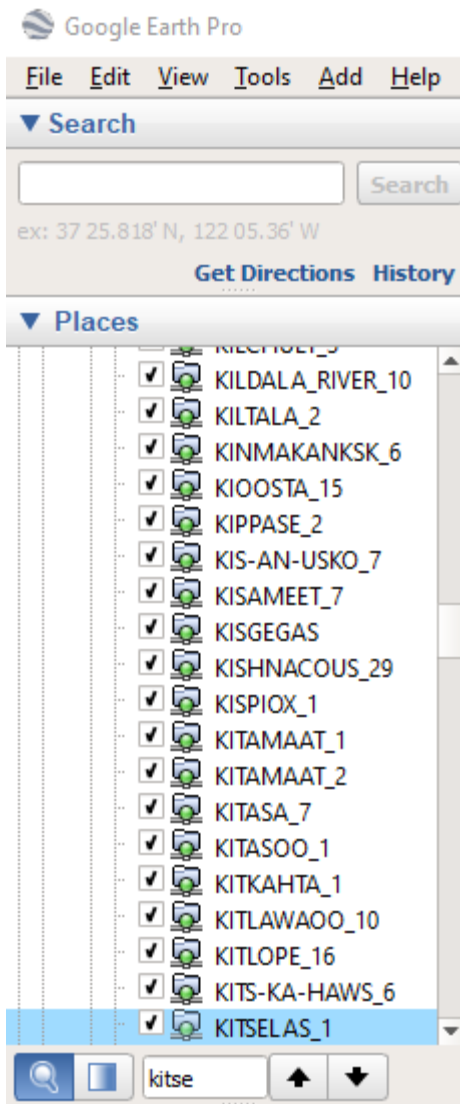 Google Earth Pro
File Edit View Tools Add Help
Search
Search
ex: 37 25.818' N, 122 05.36' W
Get Directions History
Places
KILDALA_RIVER_10
KILTALA_2
KINMAKANKSK_6
KIOOSTA_15
KIPPASE_2
KIS-AN-USKO_7
KISAMEET_7
KISGEGAS
KISHNACOUS_29
KISPIOX_1
KITAMAAT_1
KITAMAAT_2
KITASA_7
KITASOO_1
KITKAHTA_1
KITLAWAOO_10
KITLOPE_16
KITS-KA-HAWS_6
KITSELAS_1
kitse